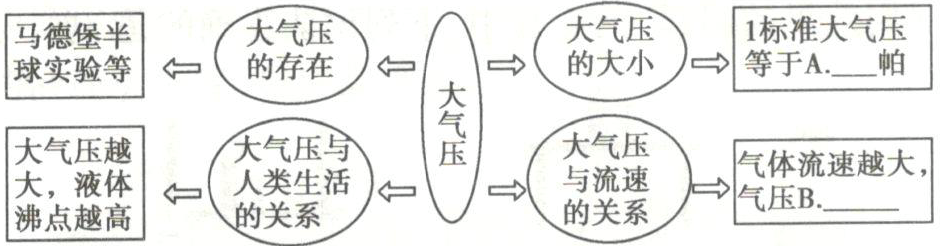 马德堡半
球实验等
大气压
的存在
大气压
大气压
的大小
1标准大气压
等于A.___帕
大气压越
大，液体
沸点越高
大气压与
人类生活
的关系
大气压
与流速
的关系
气体流速越大，
气压B.______